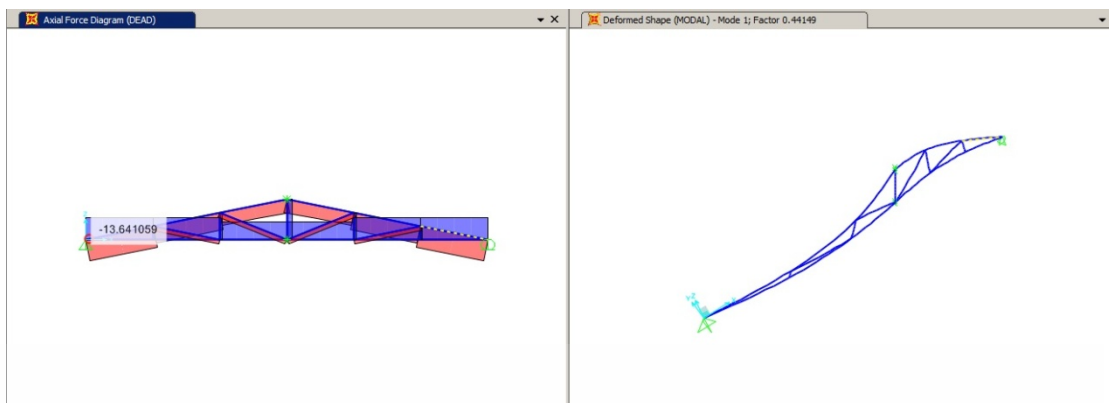 Axial Force Diagram (DEAD)
Deformed Shape (MODAL) - Mode 1; Factor 0.44149
-13.641059